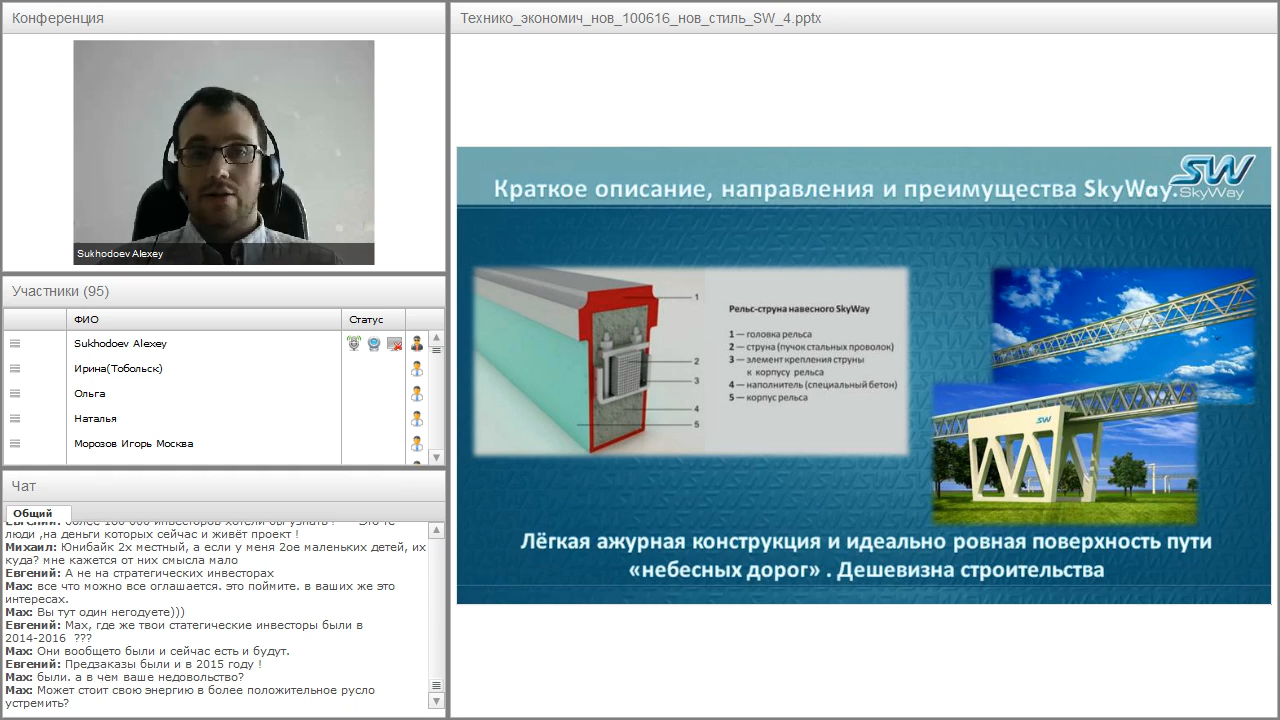 Конференция
Sukhodoev Alexey
Участники (95)
ФИО
Статус
Sukhodoev Alexey
Ирина(Тобольск)
Ольга
Наталья
Морозов Игорь Москва
Чат
Общий
люди ,на деньги которых сейчас и живёт проект !
Михаил: Юнибайк 2х местный, а если у меня 2ое маленьких детей, их
куда? мне кажется от них смысла мало
Евгений: А не на стратегических инвесторах
Max: все что можно все оглашается. это поймите. в ваших же это
интересах.
Max: Вы тут один негодуете)))
Евгений: Max, где же твои статегические инвесторы были в
2014-2016 ???
Max: Они вообщето были и сейчас есть и будут.
Евгений: Предзаказы были и в 2015 году !
Max: были. а в чем ваше недовольство?
Max: Может стоит свою энергию в более положительное русло
устремить?
Технико_экономич_нов_100616_нов_стиль_SW_4.pptx
Краткое описание, направления и преимущества SkyWay.
SW
SkyWay
1
2
3
4
5
Рельс-струна навесного SkyWay
1 — головка рельса
2 — струна (пучок стальных проволок)
3 — элемент крепления струны
к корпусу рельса
4 — наполнитель (специальный бетон)
5 — корпус рельса
SW
Лёгкая ажурная конструкция и идеально ровная поверхность пути
«небесных дорог» . Дешевизна строительства